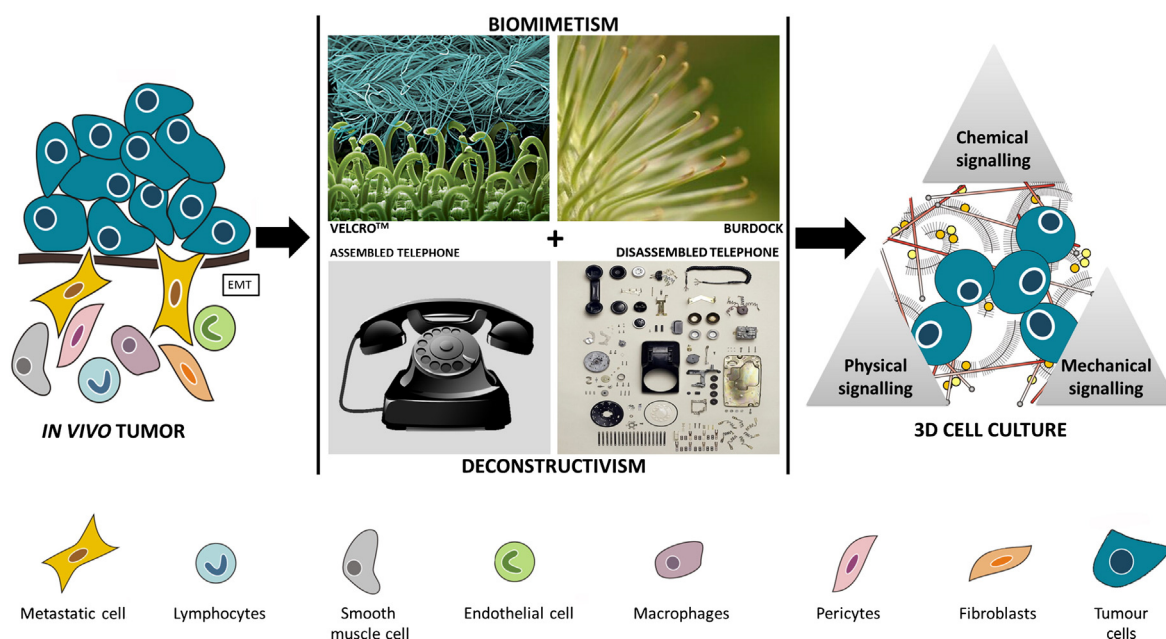 BIOMIMETISM
Chemical
signalling
VELCRO™
BURDOCK
+
ASSEMBLED TELEPHONE
DISASSEMBLED TELEPHONE
EMT
Physical
signalling
Mechanical
signalling
IN VIVO TUMOR
3D CELL CULTURE
DECONSTRUCTIVISM
Metastatic cell
Lymphocytes
Smooth
muscle cell
Endothelial cell
Macrophages
Pericytes
Fibroblasts
Tumour
cells